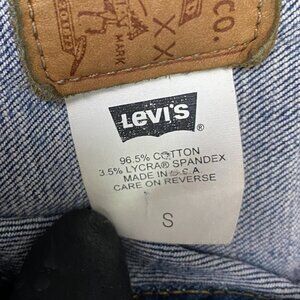 CO.
XX
MARK
Levi's ®
96.5% COTTON
3.5% LYCRA® SPANDEX
MADE IN U.S.A
CARE ON REVERSE
S